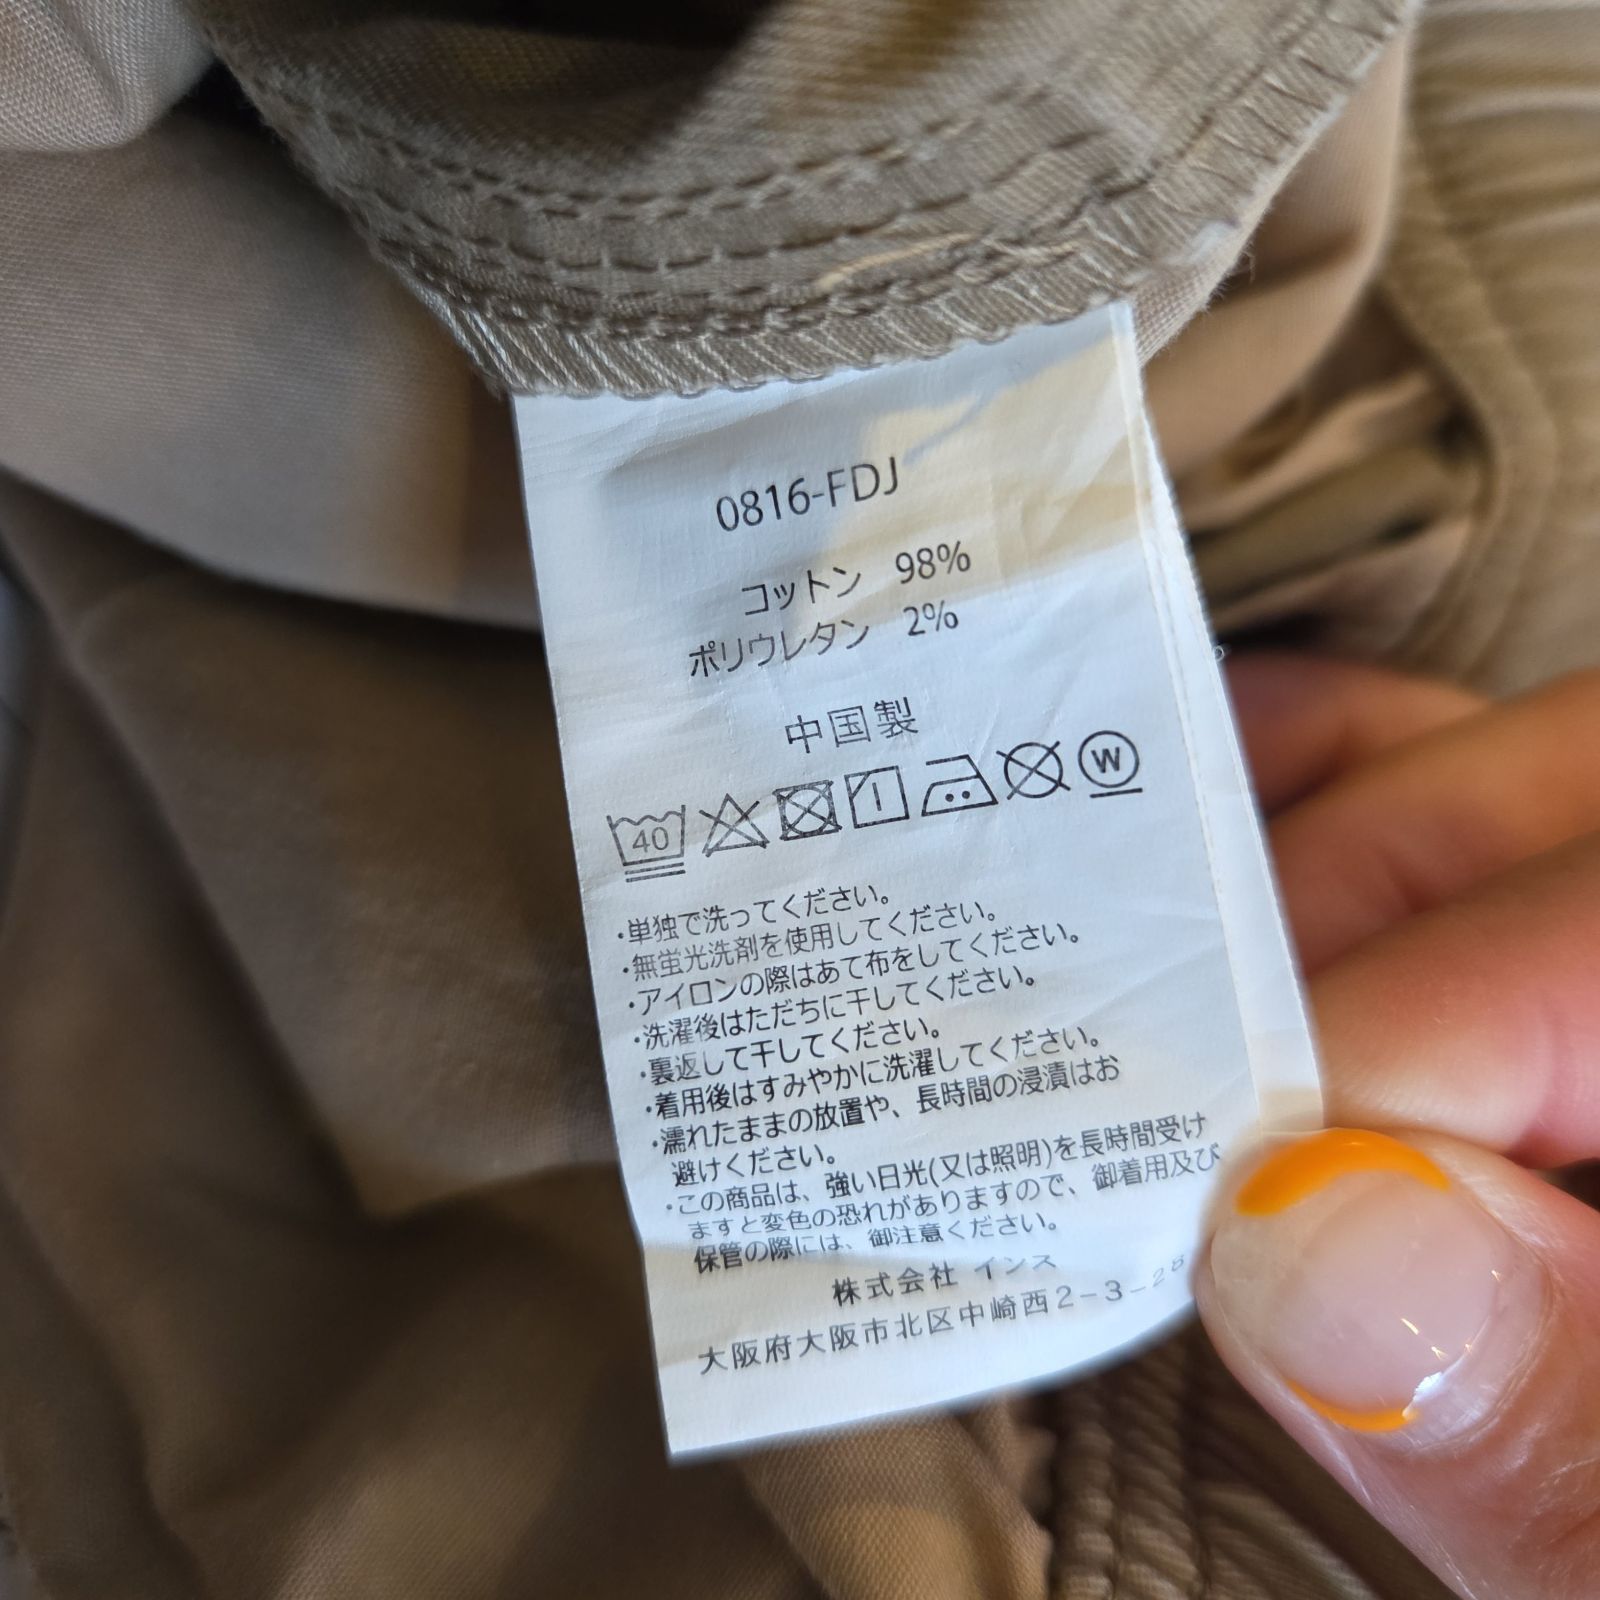 0816-FDJ
コットン 98%
ポリウレタン 2%
中国製
40 W
・単独で洗ってください。
・無蛍光洗剤を使用してください。
・アイロンの際はあて布をしてください。
・洗濯後はただちに干してください。
・裏返して干してください。
・着用後はすみやかに洗濯してください。
・濡れたままの放置や、長時間の浸漬はお
避けください。
・この商品は、強い日光(又は照明)を長時間受け
ますと変色の恐れがありますので、御着用及び
保管の際には、御注意ください。
株式会社 インス
大阪府大阪市北区中崎西2-3-28